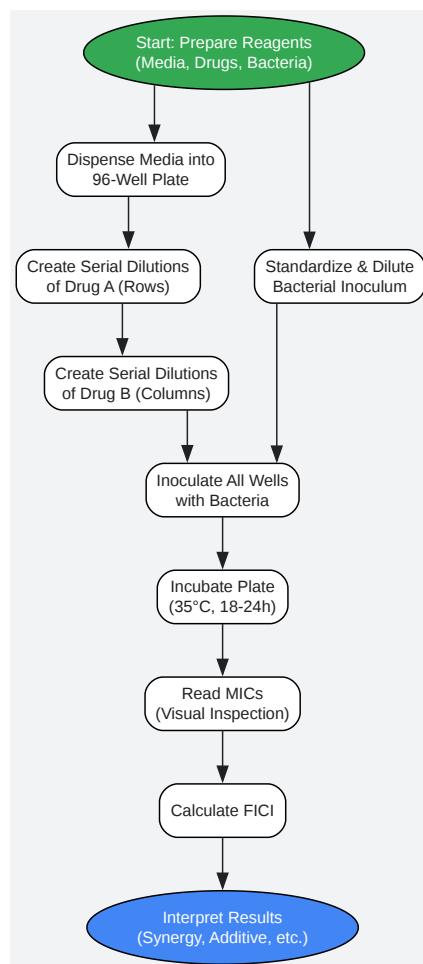 Start: Prepare Reagents
(Media, Drugs, Bacteria)
Dispense Media into
96-Well Plate
Create Serial Dilutions
of Drug A (Rows)
Standardize & Dilute
Bacterial Inoculum
Create Serial Dilutions
of Drug B (Columns)
Inoculate All Wells
with Bacteria
Incubate Plate
(35°C, 18-24h)
Read MICs
(Visual Inspection)
Calculate FICI
Interpret Results
(Synergy, Additive, etc.)